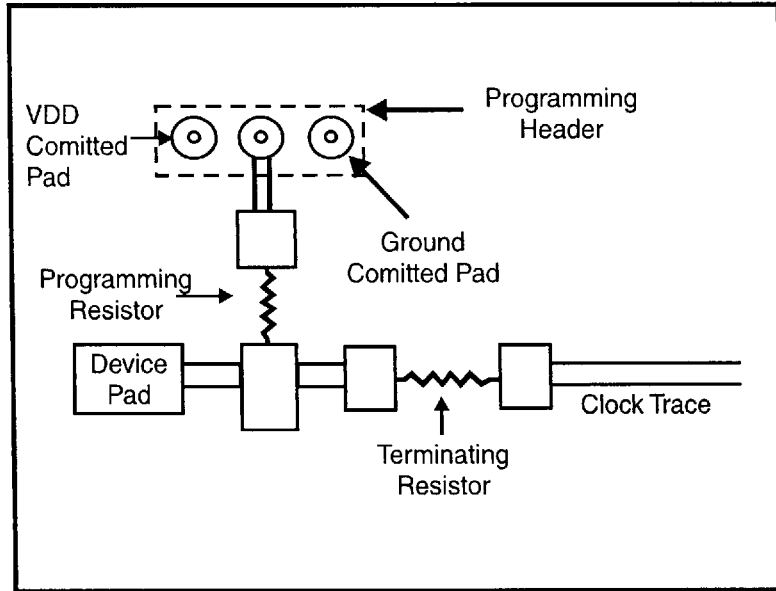 VDD
Comitted
Pad
Programming
Header
Ground
Comitted Pad
Programming
Resistor
Device
Pad
Clock Trace
Terminating
Resistor